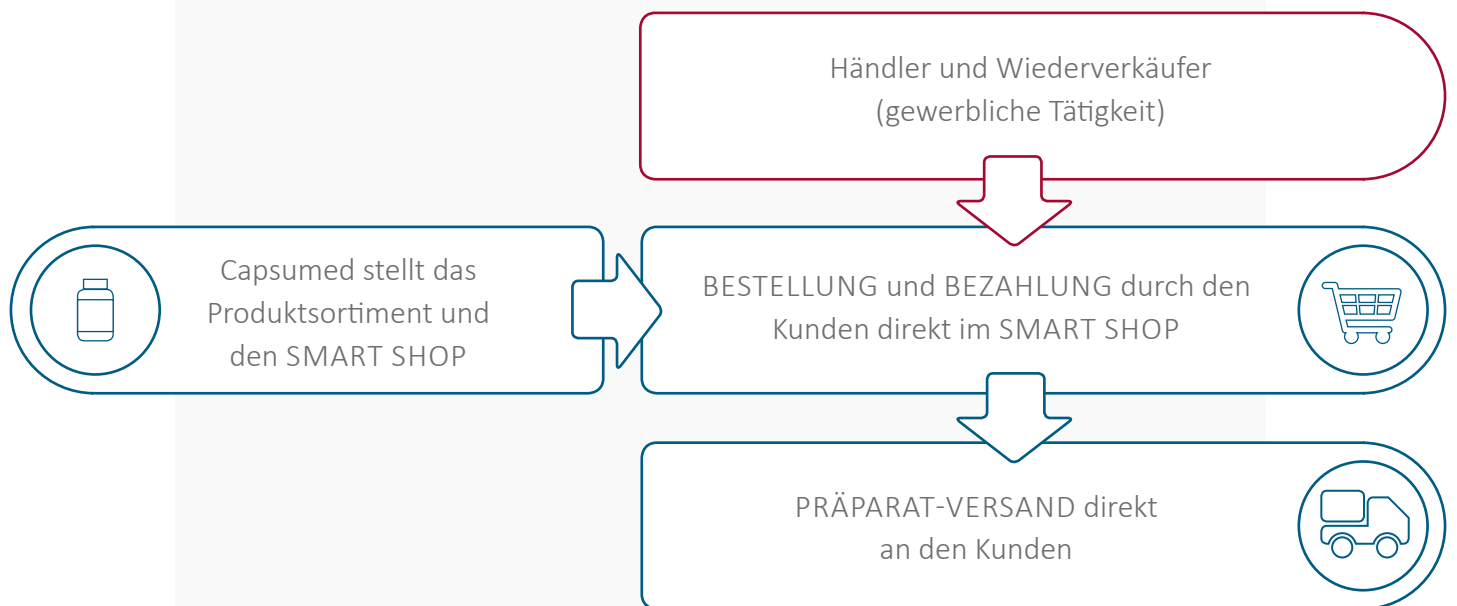 Händler und Wiederverkäufer
(gewerbliche Tätigkeit)
Capsumed stellt das
Produktsortiment und
den SMART SHOP
BESTELLUNG und BEZAHLUNG durch den
Kunden direkt im SMART SHOP
PRÄPARAT-VERSAND direkt
an den Kunden